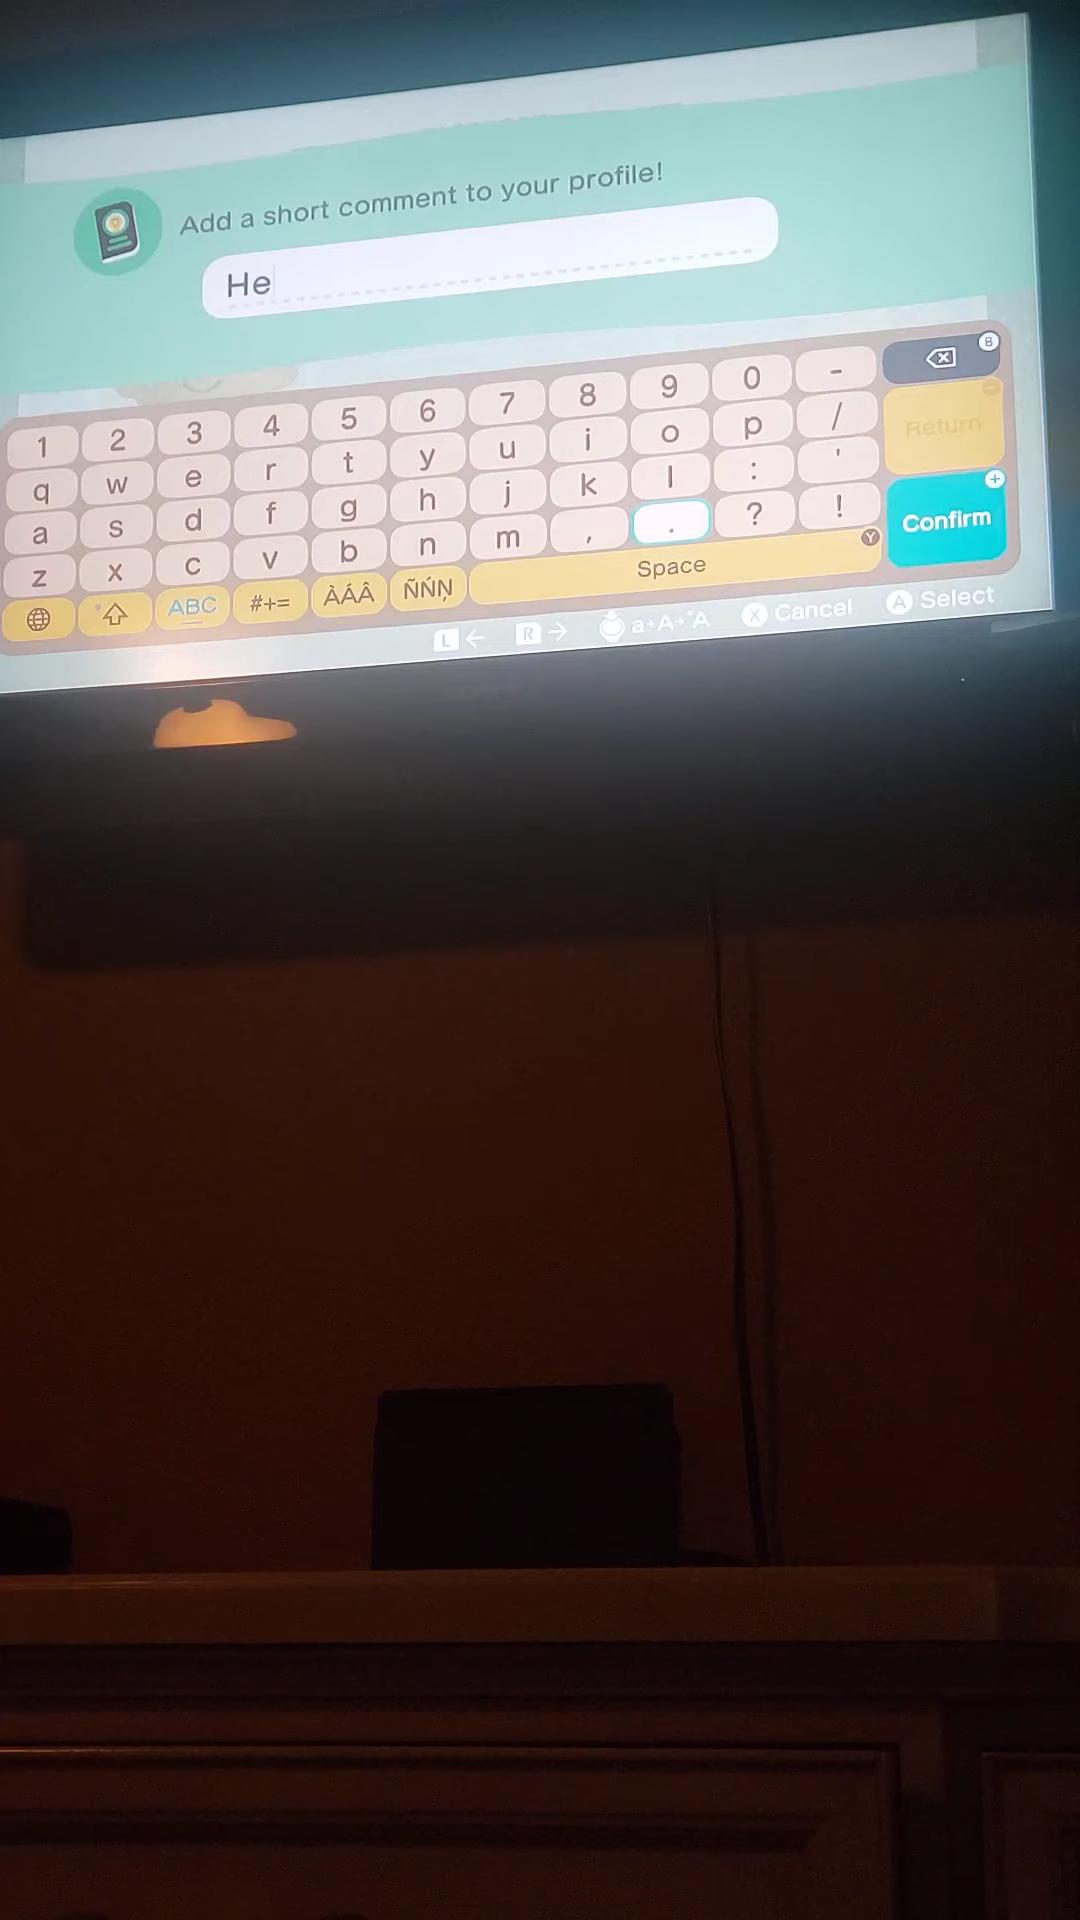 Add a short comment to your profile!
He
1 2 3 4 5 6 7 8 9 0 - B
q w e r t y u i o p / Return
a s d f g h j k l : ' +
z x c v b n m , . ? ! Confirm
ABC #+= ÀÁÂ ÑŃŅ Space Y
L ← R → a→A→A X Cancel A Select